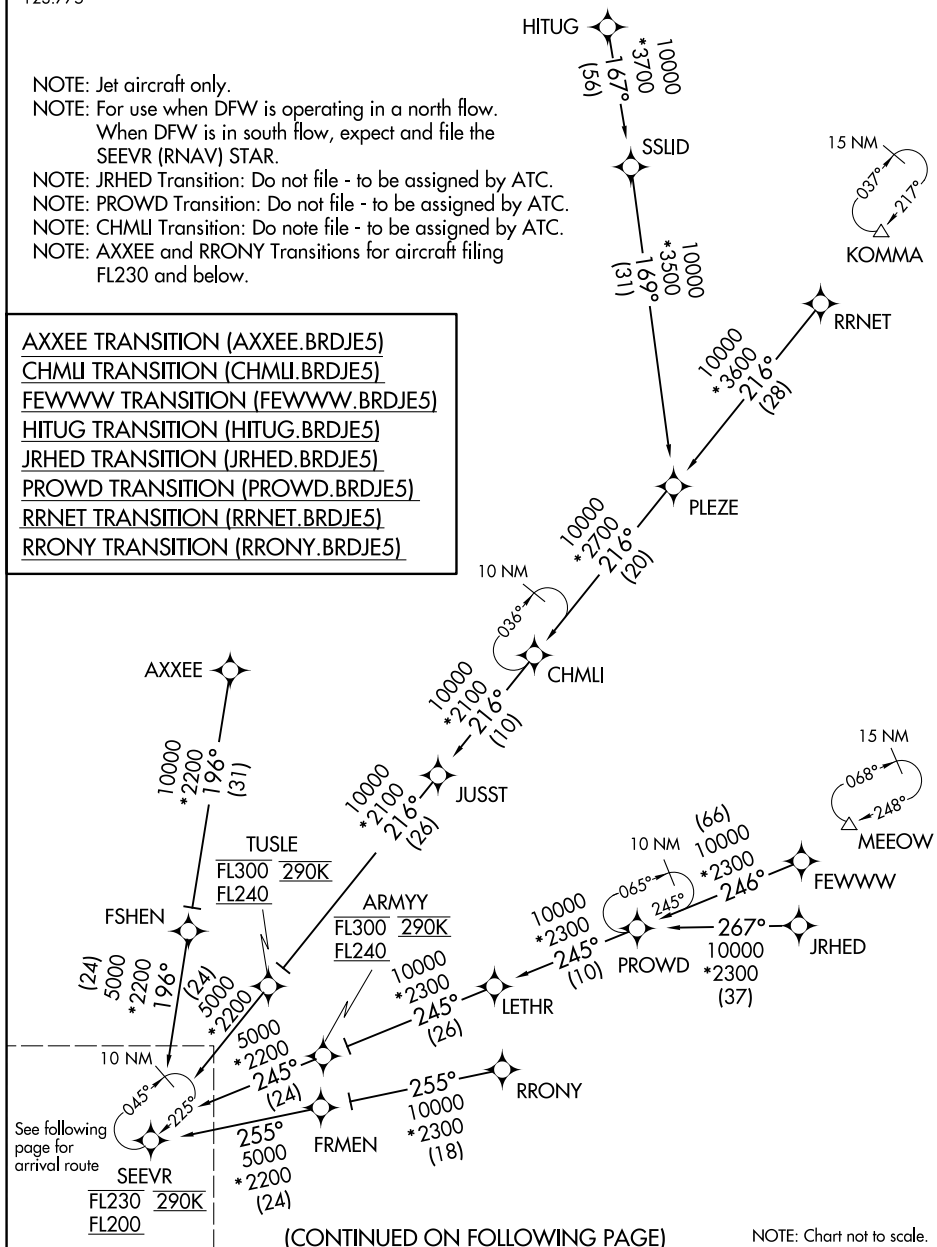 HITUG
10000
*3700
167°
(56)
NOTE: Jet aircraft only.
NOTE: For use when DFW is operating in a north flow.
When DFW is in south flow, expect and file the
SEEVR (RNAV) STAR.
NOTE: JRHED Transition: Do not file - to be assigned by ATC.
NOTE: PROWD Transition: Do not file - to be assigned by ATC.
NOTE: CHMLI Transition: Do note file - to be assigned by ATC.
NOTE: AXXEE and RRONY Transitions for aircraft filing
FL230 and below.
SSLID
10000
*3500
169°
(31)
15 NM
037°
217°
KOMMA
RRNET
10000
*3600
216°
(28)
AXXEE TRANSITION (AXXEE.BRDJE5)
CHMLI TRANSITION (CHMLI.BRDJE5)
FEWWW TRANSITION (FEWWW.BRDJE5)
HITUG TRANSITION (HITUG.BRDJE5)
JRHED TRANSITION (JRHED.BRDJE5)
PROWD TRANSITION (PROWD.BRDJE5)
RRNET TRANSITION (RRNET.BRDJE5)
RRONY TRANSITION (RRONY.BRDJE5)
PLEZE
10000
*2700
216°
(20)
10 NM
036°
CHMLI
10000
*2100
216°
(10)
JUSST
10000
*2100
216°
(26)
AXXEE
10000
*2200
196°
(31)
TUSLE
FL300 290K
FL240
ARMYY
FL300 290K
FL240
FSHEN
(24)
5000
*2200
196°
(24)
5000
*2200
15 NM
068°
248°
MEEOW
(66)
10000
*2300
246°
FEWWW
10 NM
065°
245°
PROWD
267°
10000
*2300
(37)
JRHED
10000
*2300
245°
(10)
LETHR
10000
*2300
245°
(26)
5000
*2200
245°
(24)
RRONY
255°
10000
*2300
(18)
FRMEN
255°
5000
*2200
(24)
10 NM
045°
225°
See following
page for
arrival route
SEEVR
FL230 290K
FL200
(CONTINUED ON FOLLOWING PAGE)
NOTE: Chart not to scale.